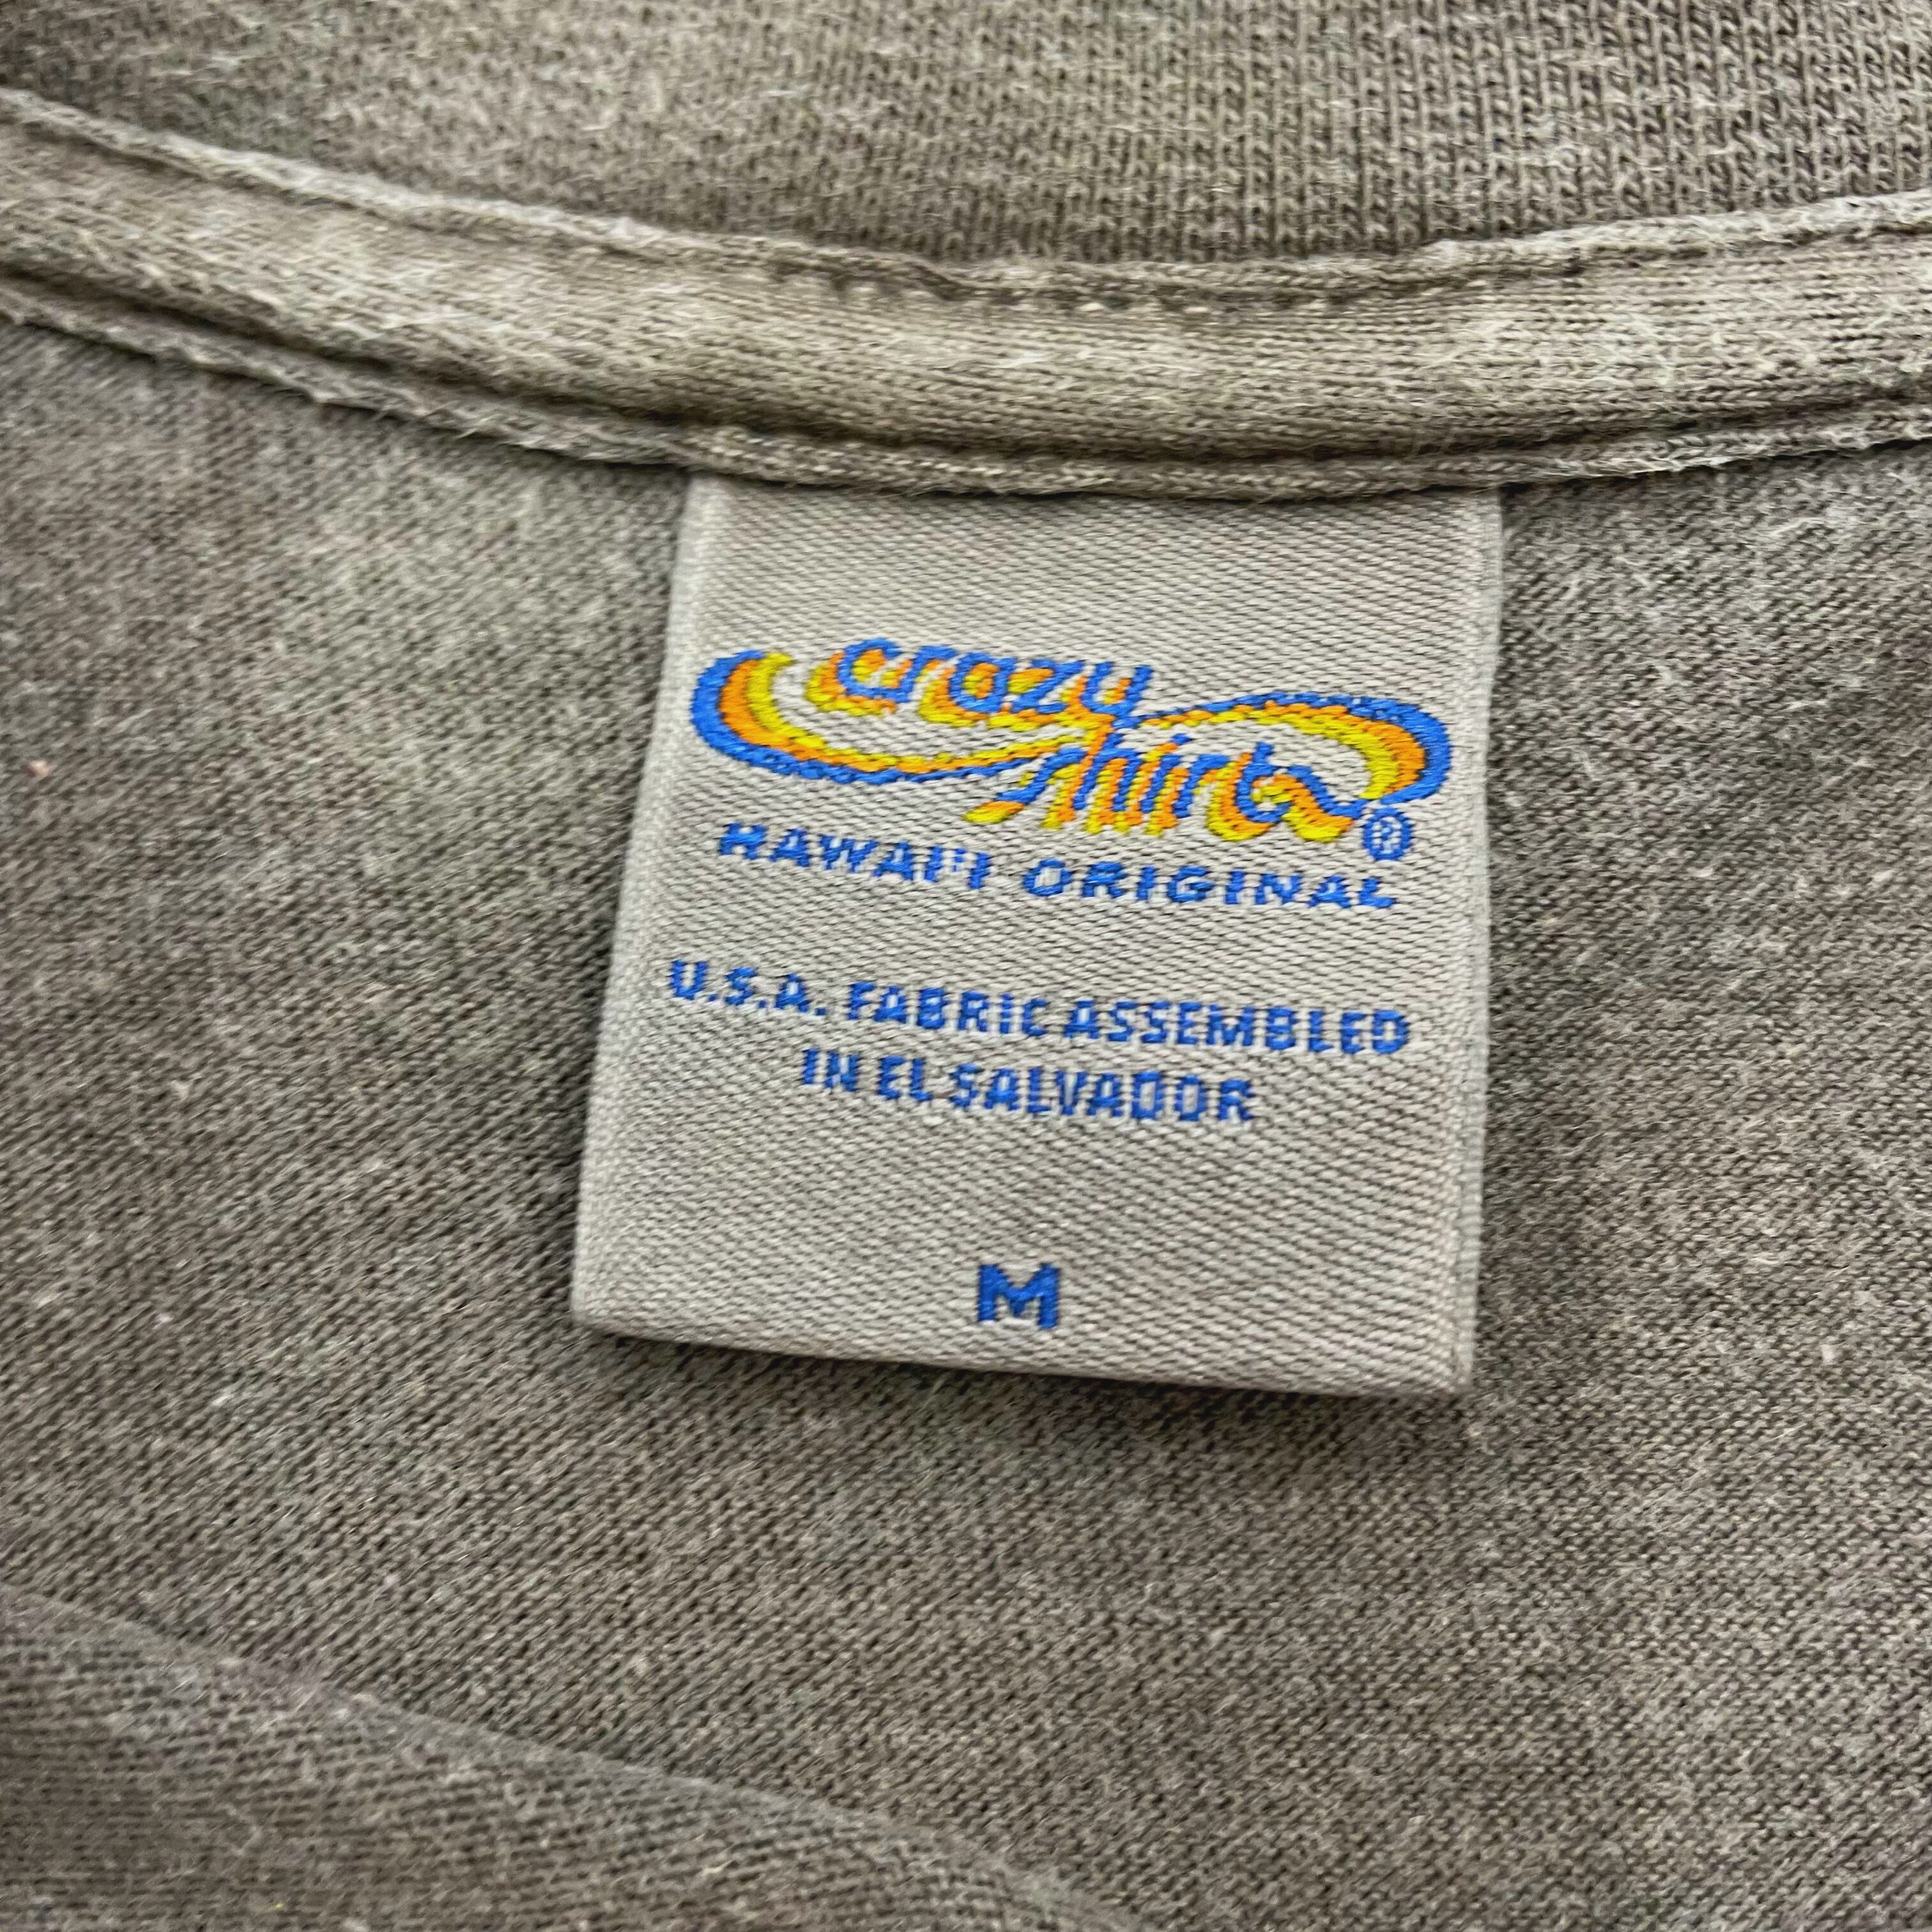 crazy
shirts®
HAWAI'I ORIGINAL
U.S.A. FABRIC ASSEMBLED
IN EL SALVADOR
M